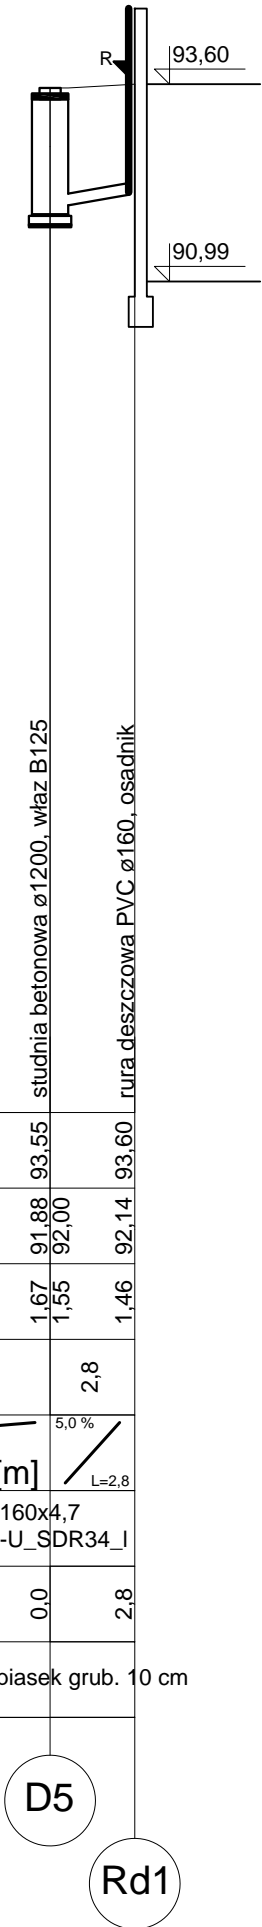 R
93,60
90,99
studnia betonowa ø1200, właz B125
rura deszczowa PVC ø160, osadnik
93,55
93,60
91,88
92,00
92,14
1,67
1,55
1,46
2,8
5,0 %
[m]
L=2,8
160x4,7
-U_SDR34_l
0,0
2,8
piasek grub. 10 cm
D5
Rd1